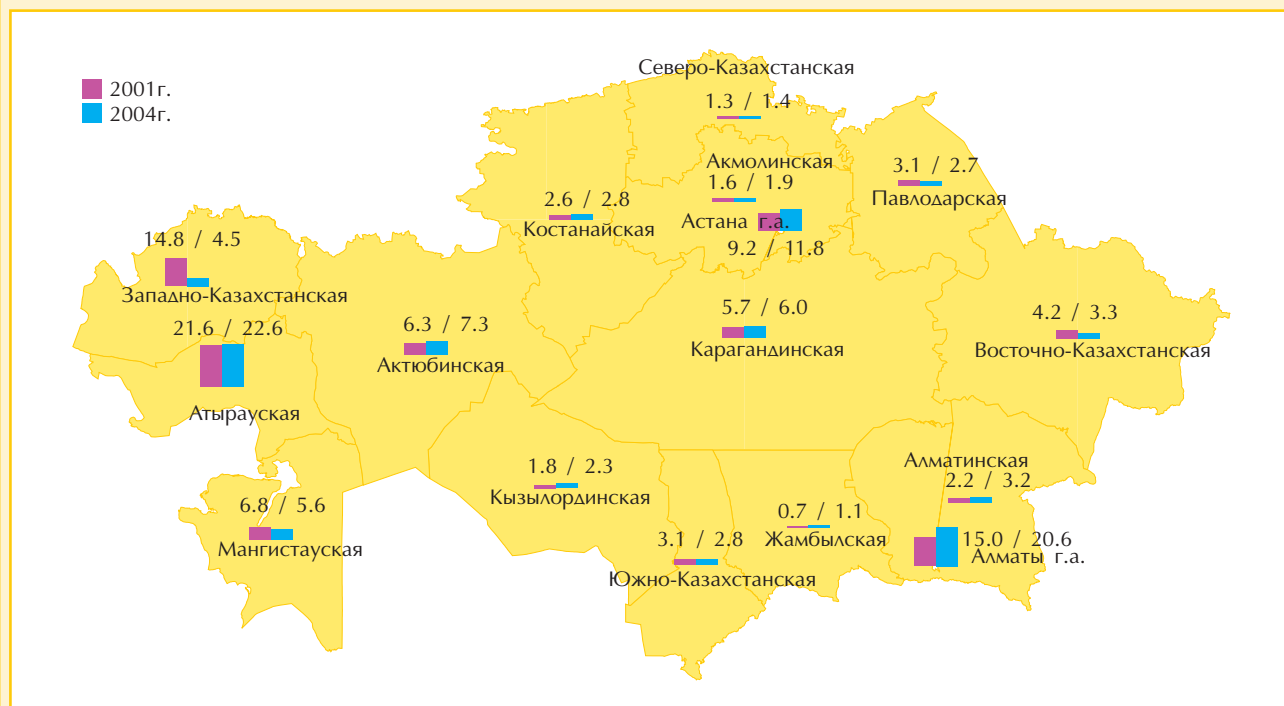 2001г.
2004г.
Северо-Казахстанская
1.3 / 1.4
Акмолинская
1.6 / 1.9
Астана г.а.
9.2 / 11.8
3.1 / 2.7
Павлодарская
2.6 / 2.8
Костанайская
14.8 / 4.5
Западно-Казахстанская
21.6 / 22.6
Атырауская
6.3 / 7.3
Актюбинская
5.7 / 6.0
Карагандинская
4.2 / 3.3
Восточно-Казахстанская
6.8 / 5.6
Мангистауская
1.8 / 2.3
Кызылординская
3.1 / 2.8
Южно-Казахстанская
0.7 / 1.1
Жамбылская
Алматинская
2.2 / 3.2
15.0 / 20.6
Алматы г.а.